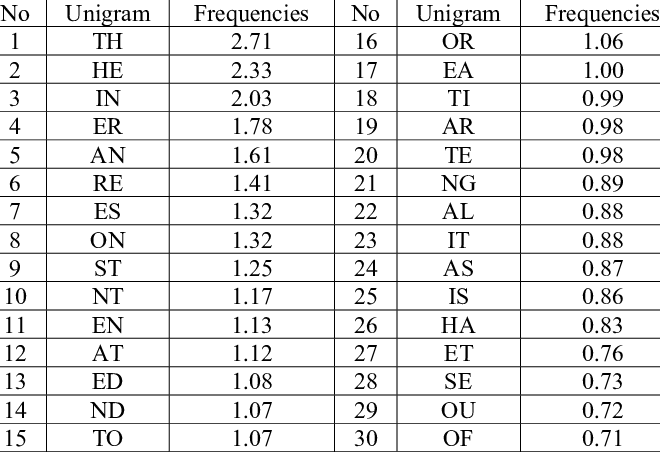 No Unigram Frequencies No Unigram Frequencies
1 TH 2.71 16 OR 1.06
2 HE 2.33 17 EA 1.00
3 IN 2.03 18 TI 0.99
4 ER 1.78 19 AR 0.98
5 AN 1.61 20 TE 0.98
6 RE 1.41 21 NG 0.89
7 ES 1.32 22 AL 0.88
8 ON 1.32 23 IT 0.88
9 ST 1.25 24 AS 0.87
10 NT 1.17 25 IS 0.86
11 EN 1.13 26 HA 0.83
12 AT 1.12 27 ET 0.76
13 ED 1.08 28 SE 0.73
14 ND 1.07 29 OU 0.72
15 TO 1.07 30 OF 0.71